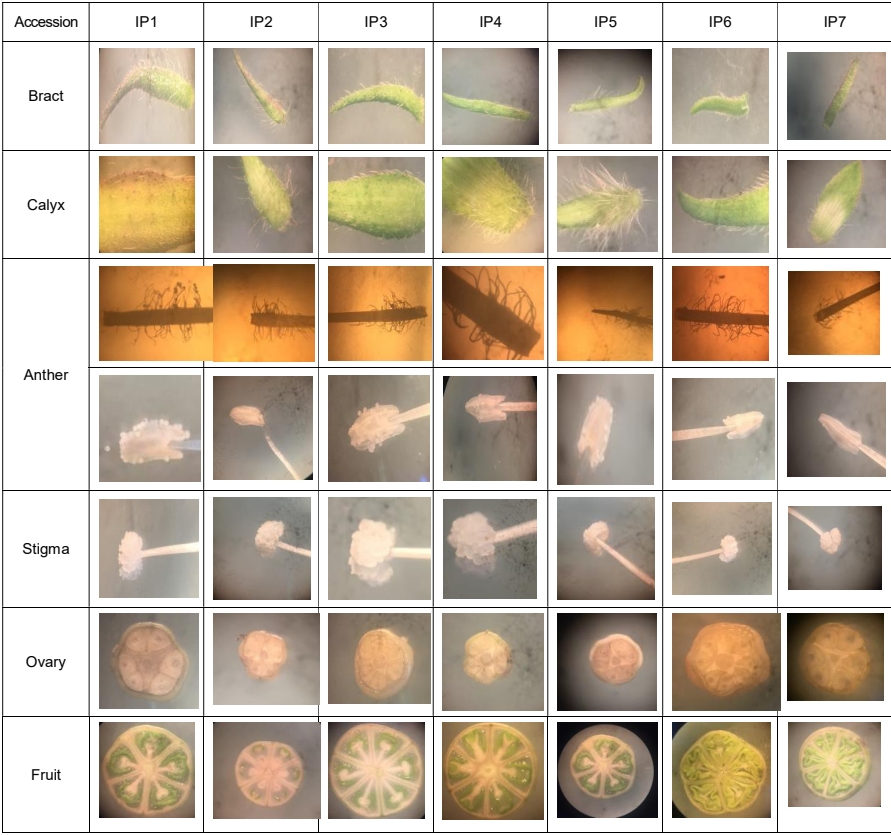 Accession IP1 IP2 IP3 IP4 IP5 IP6 IP7
Bract
Calyx
Anther
Stigma
Ovary
Fruit